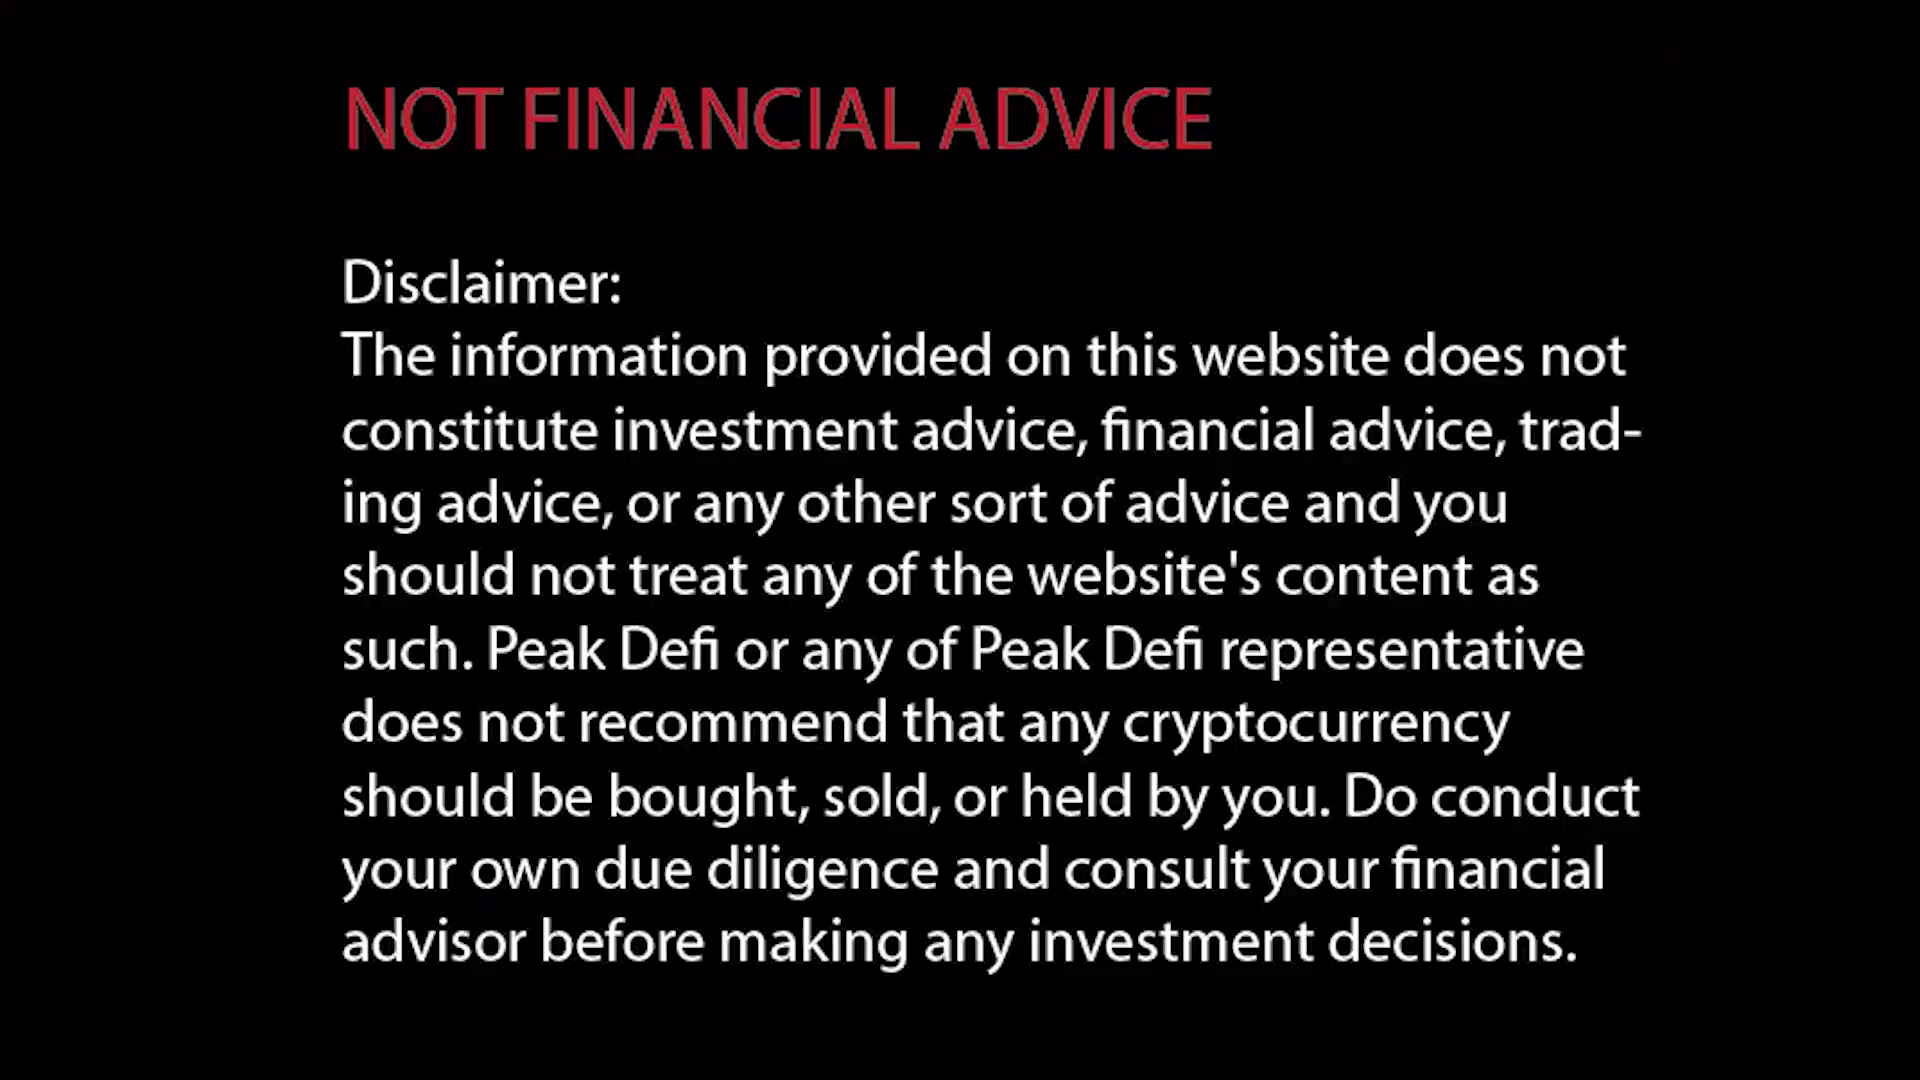 NOT FINANCIAL ADVICE
Disclaimer:
The information provided on this website does not
constitute investment advice, financial advice, trad-
ing advice, or any other sort of advice and you
should not treat any of the website's content as
such. Peak Defi or any of Peak Defi representative
does not recommend that any cryptocurrency
should be bought, sold, or held by you. Do conduct
your own due diligence and consult your financial
advisor before making any investment decisions.